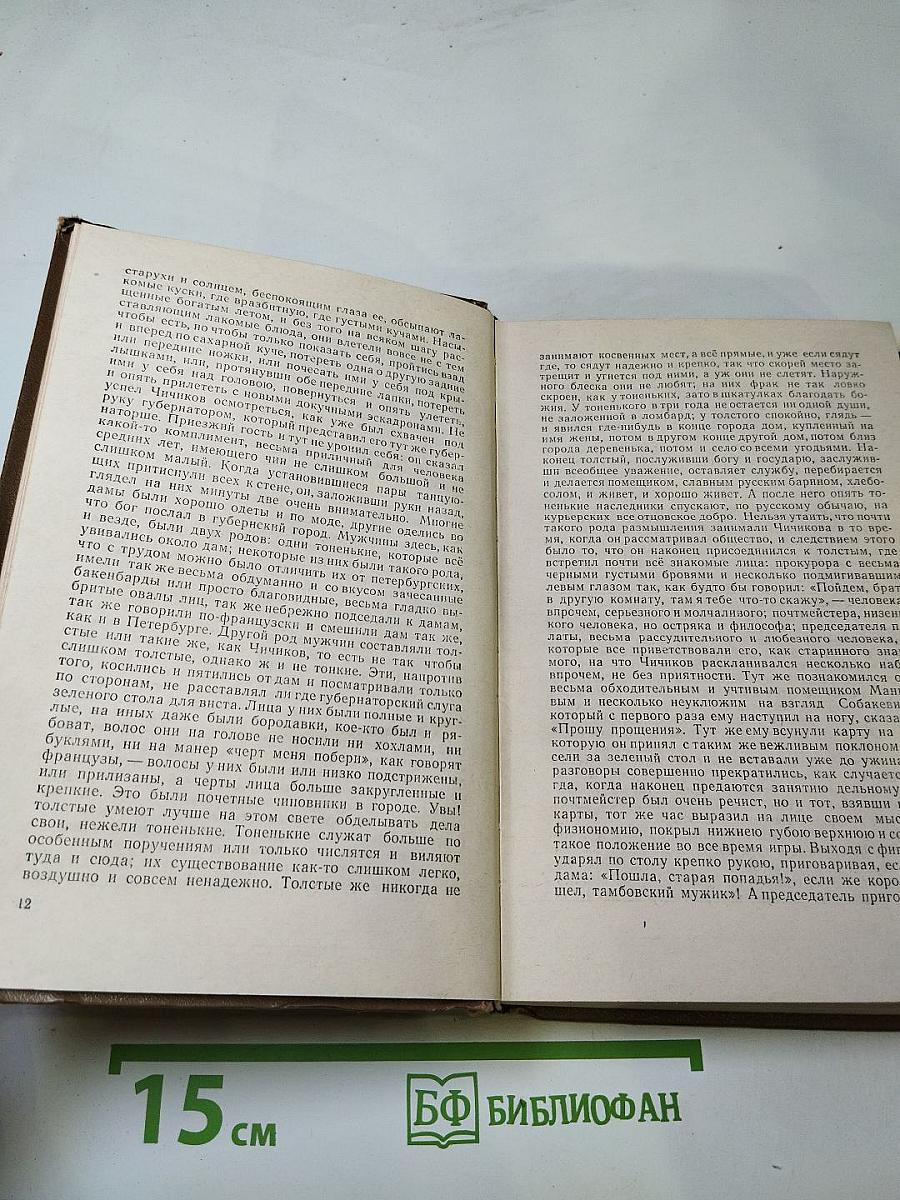 старухи и солнцем, беспокоящим глаза ее, обсыпают ла-
комые куски, где вразбитную, где густыми кучами. Насы-
щенные богатым летом, и без того на всяком шагу рас-
ставляющим лакомые блюда, они влетели вовсе не с тем
чтобы есть, но чтобы только показать себя, пройтись взад
и вперед по сахарной куче, потереть одна о другую задние
или передние ножки, или почесать ими у себя под кры-
лышками, или, протянувши обе передние лапки, потереть
ими у себя над головою, повернуться и опять улететь,
и опять прилететь с новыми докучными эскадронами. Не
успел Чичиков осмотреться, как уже был схвачен под
руку губернатором, который представил его тут же губер-
наторше. Приезжий гость и тут не уронил себя: он сказал
какой-то комплимент, весьма приличный для человека
средних лет, имеющего чин не слишком большой и не
слишком малый. Когда установившиеся пары танцую-
щих притиснули всех к стене, он, заложивши руки назад,
глядел на них минуты две очень внимательно. Многие
дамы были хорошо одеты и по моде, другие оделись во
что бог послал в губернский город. Мужчины здесь, как
и везде, были двух родов: одни тоненькие, которые всё
увивались около дам; некоторые из них были такого рода,
что с трудом можно было отличить их от петербургских,
имели так же весьма обдуманно и со вкусом зачесанные
бакенбарды или просто благовидные, весьма гладко вы-
бритые овалы лиц, так же небрежно подседали к дамам,
так же говорили по-французски и смешили дам так же,
как и в Петербурге. Другой род мужчин составляли тол-
стые или такие же, как Чичиков, то есть не так чтобы
слишком толстые, однако ж и не тонкие. Эти, напротив
того, косились и пятились от дам и посматривали только
по сторонам, не расставлял ли где губернаторский слуга
зеленого стола для виста. Лица у них были полные и круг-
лые, на иных даже были бородавки, кое-кто был и ря-
боват, волос они на голове не носили ни хохлами, ни
буклями, ни на манер «черт меня побери», как говорят
французы, — волосы у них были или низко подстрижены,
или прилизаны, а черты лица больше закругленные и
крепкие. Это были почетные чиновники в городе. Увы!
толстые умеют лучше на этом свете обделывать дела
свои, нежели тоненькие. Тоненькие служат больше по
особенным поручениям или только числятся и виляют
туда и сюда; их существование как-то слишком легко,
воздушно и совсем ненадежно. Толстые же никогда не
12
занимают косвенных мест, а всё прямые, и уже если сядут
где, то сядут надежно и крепко, так что скорей место за-
трещит и угнется под ними, а уж они не слетят. Наруж-
ного блеска они не любят; на них фрак не так ловко
скроен, как у тоненьких, зато в шкатулках благодать бо-
жия. У тоненького в три года не остается ни одной души,
не заложенной в ломбард; у толстого спокойно, глядь —
и явился где-нибудь в конце города дом, купленный на
имя жены, потом в другом конце другой дом, потом близ
города деревенька, потом и село со всеми угодьями. На-
конец толстый, послуживши богу и государю, заслужив-
ши всеобщее уважение, оставляет службу, перебирается
и делается помещиком, славным русским барином, хлебо-
солом, и живет, и хорошо живет. А после него опять то-
ненькие наследники спускают, по русскому обычаю, на
курьерских все отцовское добро. Нельзя утаить, что почти
такого рода размышления занимали Чичикова в то вре-
мя, когда он рассматривал общество, и следствием этого
было то, что он наконец присоединился к толстым, где
встретил почти всё знакомые лица: прокурора с весьма
черными густыми бровями и несколько подмигивавшим
левым глазом так, как будто бы говорил: «Пойдем, брат
в другую комнату, там я тебе что-то скажу», — человека
впрочем, серьезного и молчаливого; почтмейстера, низень
кого человека, но остряка и философа; председателя п
латы, весьма рассудительного и любезного человека,
которые все приветствовали его, как старинного зна
мого, на что Чичиков раскланивался несколько наб
впрочем, не без приятности. Тут же познакомился с
весьма обходительным и учтивым помещиком Мани
вым и несколько неуклюжим на взгляд Собакеви
который с первого раза ему наступил на ногу, сказа
«Прошу прощения». Тут же ему всунули карту на
которую он принял с таким же вежливым поклоном
сели за зеленый стол и не вставали уже до ужина
разговоры совершенно прекратились, как случаетс
гда, когда наконец предаются занятию дельному
почтмейстер был очень речист, но и тот, взявши в
карты, тот же час выразил на лице своем мыс
физиономию, покрыл нижнею губою верхнюю и со
такое положение во все время игры. Выходя с фиг
ударял по столу крепко рукою, приговаривая, есл
дама: «Пошла, старая попадья!», если же коро
шел, тамбовский мужик»! А председатель приго
15 см
БФ БИБЛИОФАН